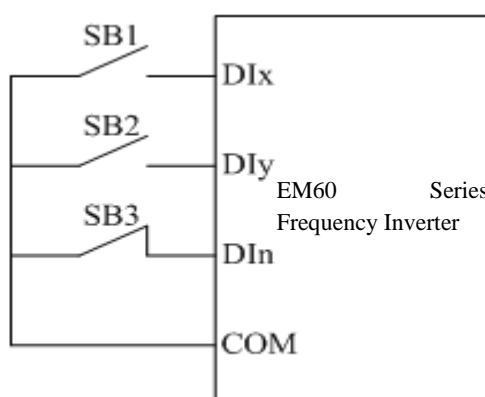 SB1
DIx
SB2
DIy
EM60 Series
Frequency Inverter
SB3
DIn
COM